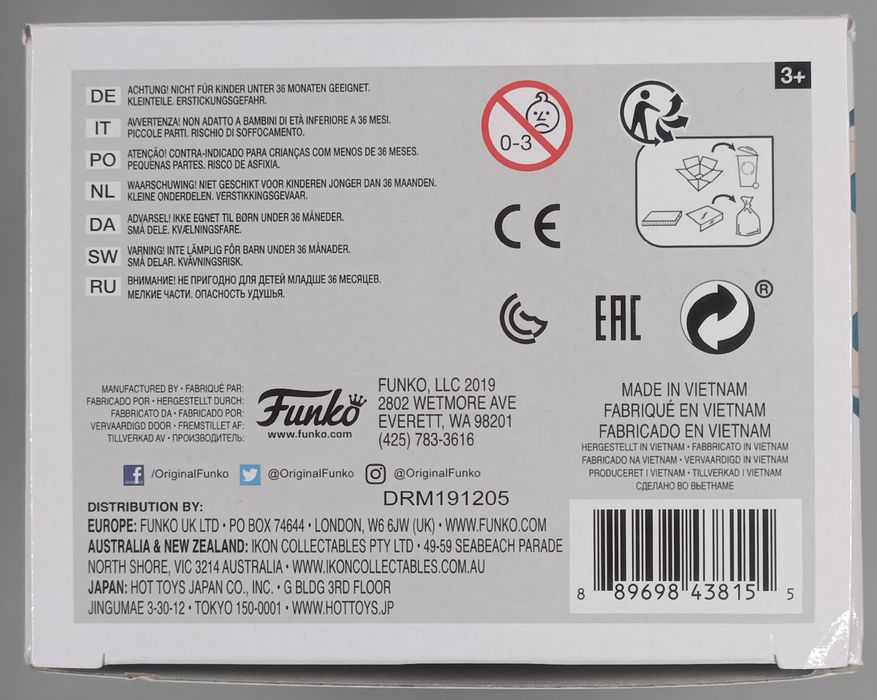 3+
DE ACHTUNG! NICHT FÜR KINDER UNTER 36 MONATEN GEEIGNET.
KLEINTEILE. ERSTICKUNGSGEFAHR.
IT AVVERTENZA! NON ADATTO A BAMBINI DI ETÀ INFERIORE A 36 MESI.
PICCOLE PARTI. RISCHIO DI SOFFOCAMENTO.
PO ATENÇÃO! CONTRA-INDICADO PARA CRIANÇAS COM MENOS DE 36 MESES.
PEQUENAS PARTES. RISCO DE ASFIXIA.
NL WAARSCHUWING! NIET GESCHIKT VOOR KINDEREN JONGER DAN 36 MAANDEN.
KLEINE ONDERDELEN. VERSTIKKINGSGEVAAR.
DA ADVARSEL! IKKE EGNET TIL BØRN UNDER 36 MÅNEDER.
SMÅ DELE. KVÆLNINGSFARE.
SW VARNING! INTE LÄMPLIG FÖR BARN UNDER 36 MÅNADER.
SMÅ DELAR. KVÄVNINGSRISK.
RU ВНИМАНИЕ! НЕ ПРИГОДНО ДЛЯ ДЕТЕЙ МЛАДШЕ 36 МЕСЯЦЕВ.
МЕЛКИЕ ЧАСТИ. ОПАСНОСТЬ УДУШЬЯ.
0-3
CE
EAC
®
MANUFACTURED BY • FABRIQUÉ PAR:
FABRICADO POR • HERGESTELLT DURCH:
FABBRICATO DA • FABRICADO POR:
VERVAARDIGD DOOR • FREMSTILLET AF:
TILLVERKAD AV • ПРОИЗВОДИТЕЛЬ:
Funko
www.funko.com
FUNKO, LLC 2019
2802 WETMORE AVE
EVERETT, WA 98201
(425) 783-3616
MADE IN VIETNAM
FABRIQUÉ EN VIETNAM
FABRICADO EN VIETNAM
HERGESTELLT IN VIETNAM • FABBRICATO IN VIETNAM
FABRICADO NA VIETNAM • VERVAARDIGD IN VIETNAM
PRODUCERET I VIETNAM • TILLVERKAD I VIETNAM
СДЕЛАНО ВО ВЬЕТНАМЕ
/OriginalFunko @OriginalFunko @OriginalFunko
DRM191205
DISTRIBUTION BY:
EUROPE: FUNKO UK LTD • PO BOX 74644 • LONDON, W6 6JW (UK) • WWW.FUNKO.COM
AUSTRALIA & NEW ZEALAND: IKON COLLECTABLES PTY LTD • 49-59 SEABEACH PARADE
NORTH SHORE, VIC 3214 AUSTRALIA • WWW.IKONCOLLECTABLES.COM.AU
JAPAN: HOT TOYS JAPAN CO., INC. • G BLDG 3RD FLOOR
JINGUMAE 3-30-12 • TOKYO 150-0001 • WWW.HOTTOYS.JP
8 89698 43815 5